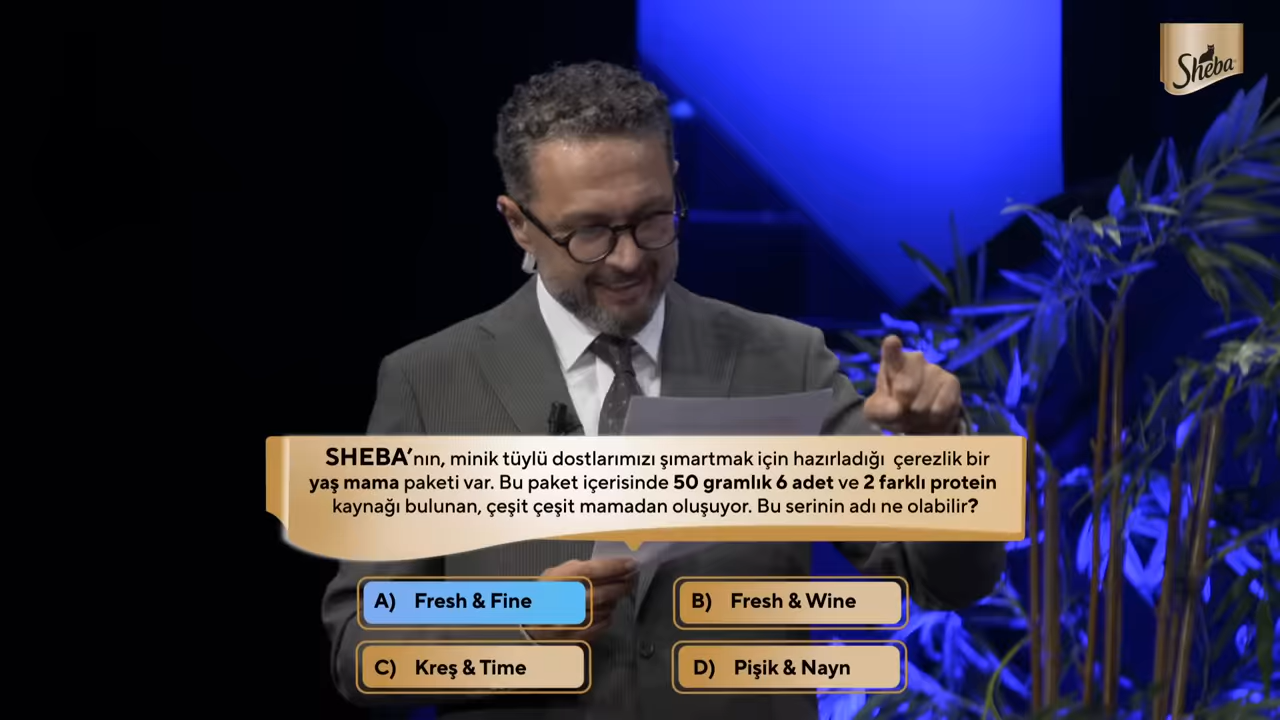 Sheba
SHEBA'nın, minik tüylü dostlarımızı şımartmak için hazırladığı çerezlik bir
yaş mama paketi var. Bu paket içerisinde 50 gramlık 6 adet ve 2 farklı protein
kaynağı bulunan, çeşit çeşit mamadan oluşuyor. Bu serinin adı ne olabilir?
A) Fresh & Fine
B) Fresh & Wine
C) Kreş & Time
D) Pişik & Nayn